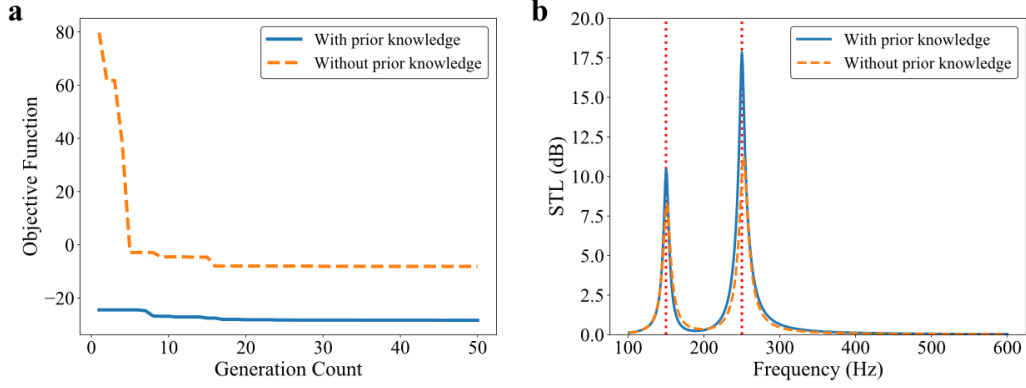 a
80
60
40
20
0
−20
Objective Function
0
10
20
30
40
50
Generation Count
With prior knowledge
Without prior knowledge
b
20.0
17.5
15.0
12.5
10.0
7.5
5.0
2.5
0.0
STL (dB)
100
200
300
400
500
600
Frequency (Hz)
With prior knowledge
Without prior knowledge